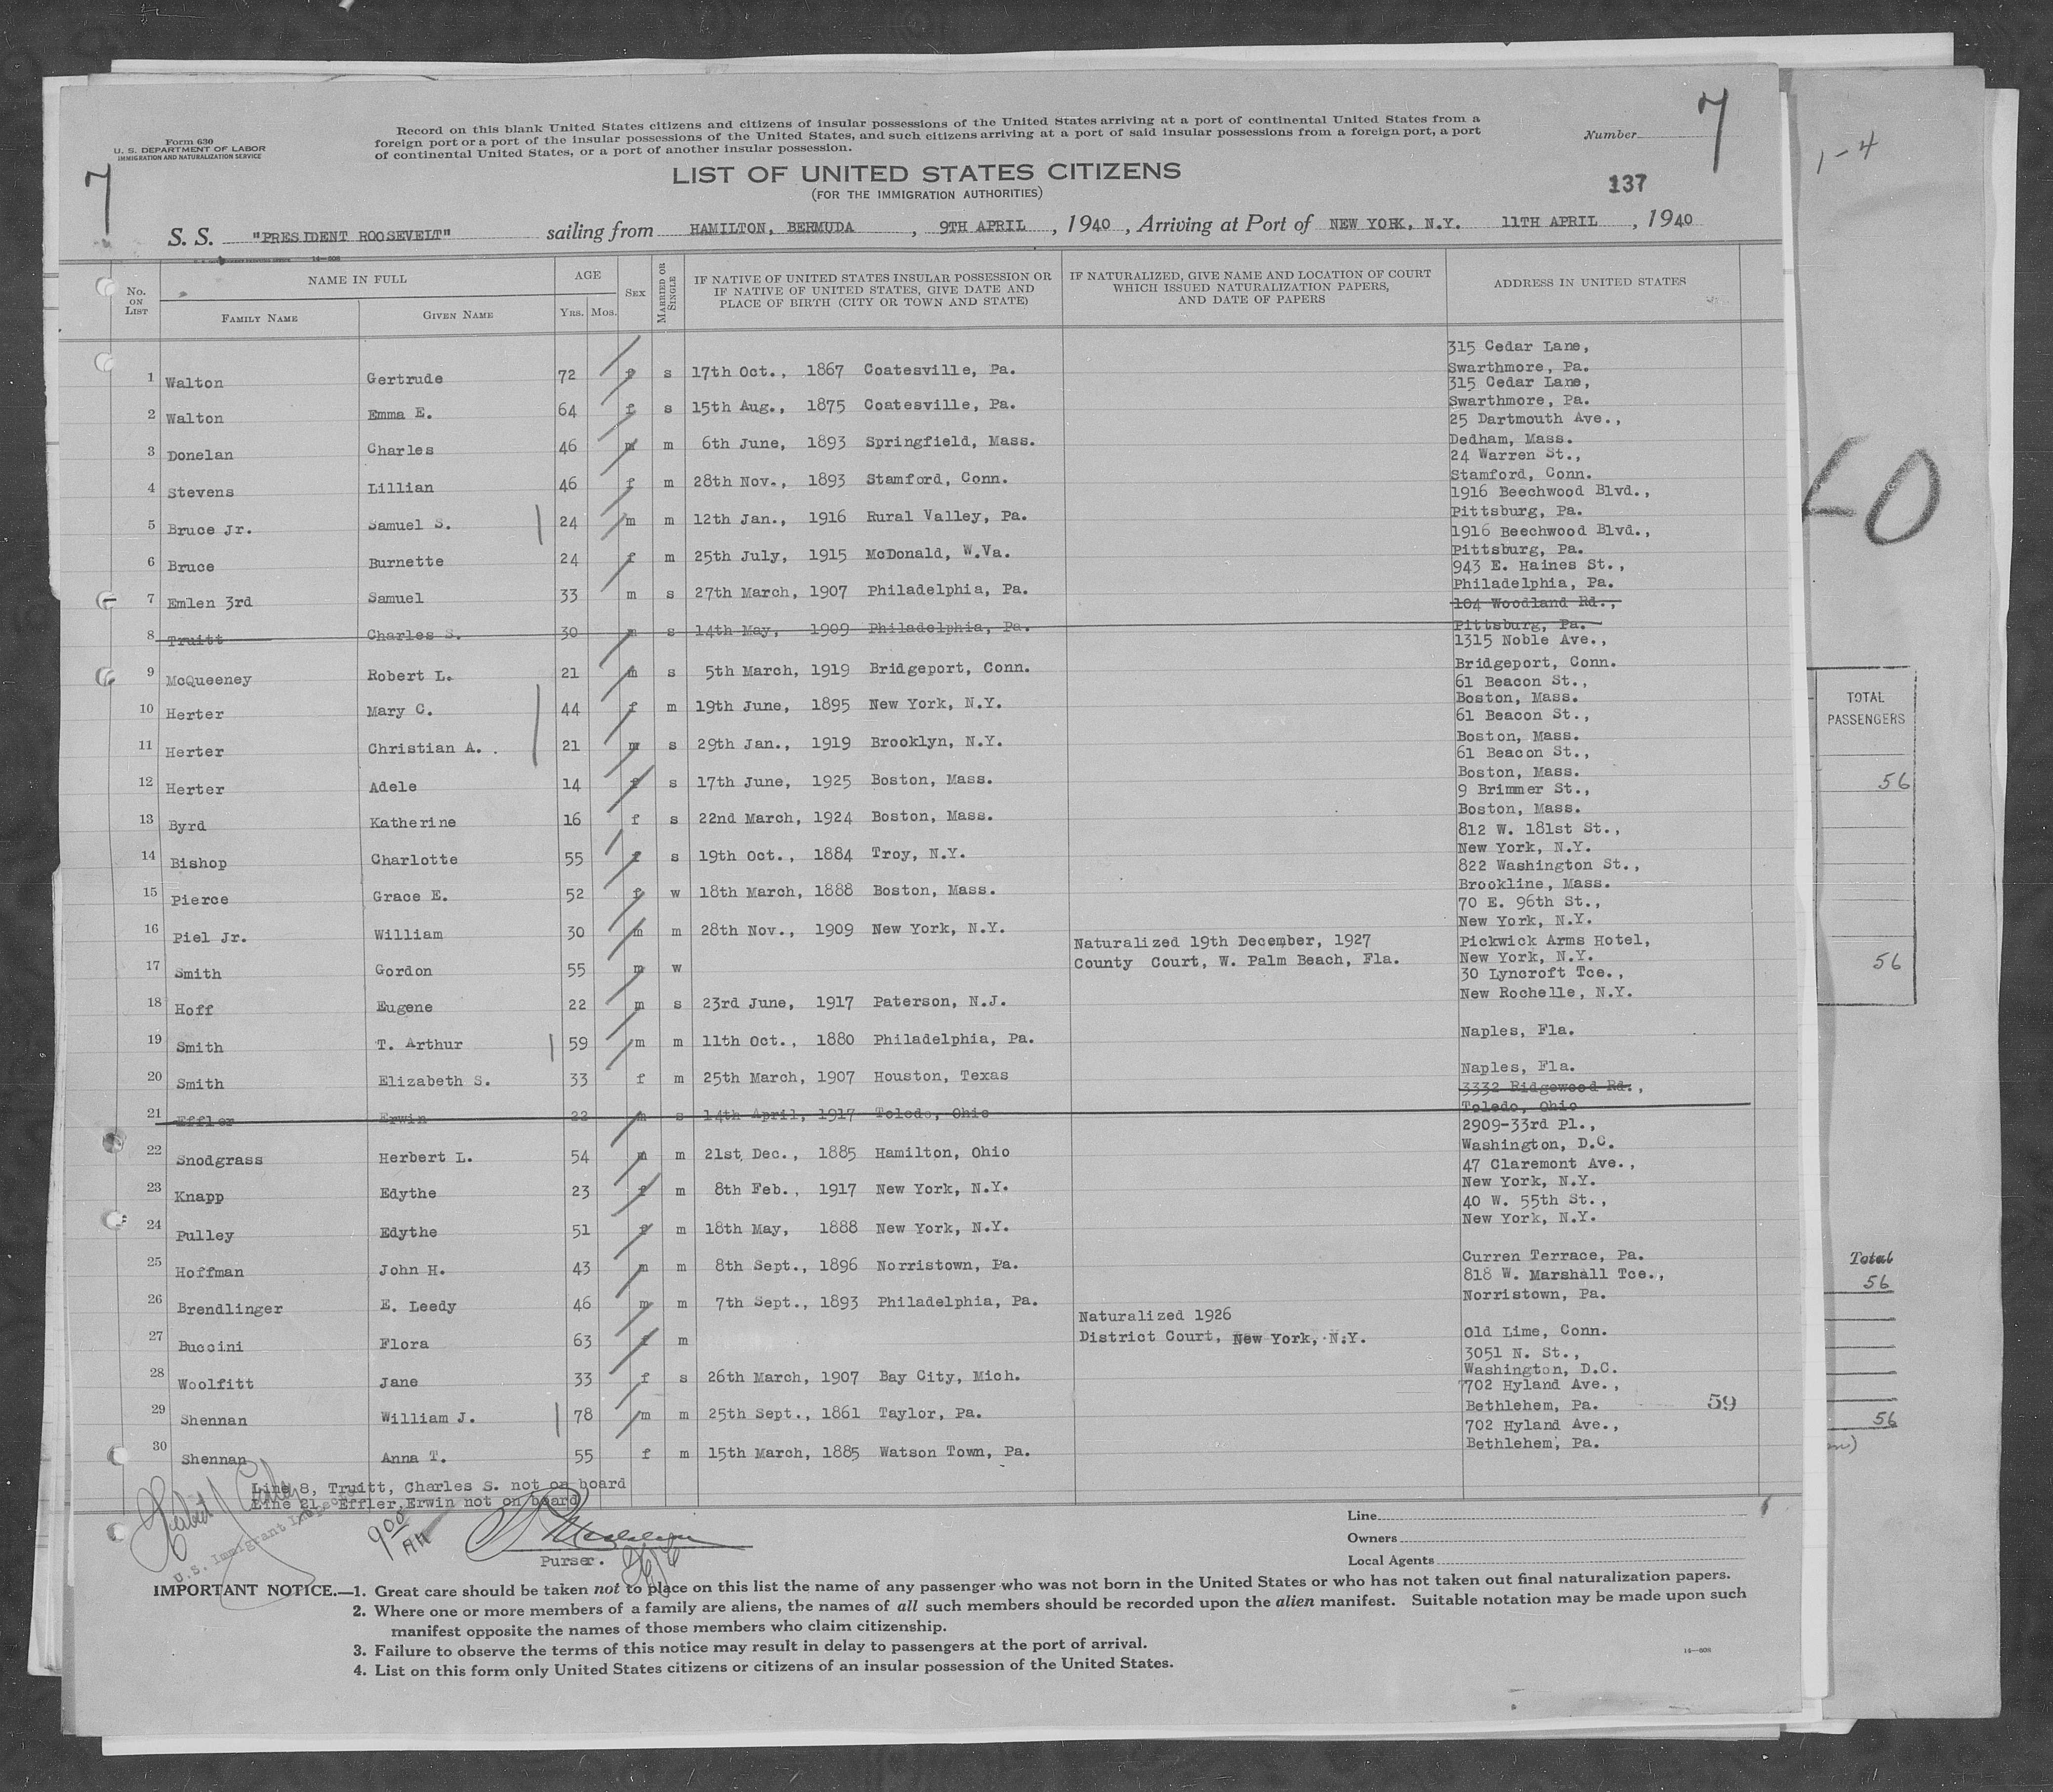 7
7
Form 630
U. S. DEPARTMENT OF LABOR
IMMIGRATION AND NATURALIZATION SERVICE
Record on this blank United States citizens and citizens of insular possessions of the United States arriving at a port of continental United States from a
foreign port or a port of the insular possessions of the United States, and such citizens arriving at a port of said insular possessions from a foreign port, a port
of continental United States, or a port of another insular possession.
Number
LIST OF UNITED STATES CITIZENS
(FOR THE IMMIGRATION AUTHORITIES)
137
S. S. "PRESIDENT ROOSEVELT" sailing from HAMILTON, BERMUDA, 9TH APRIL, 1940, Arriving at Port of NEW YORK, N.Y. 11TH APRIL, 1940
No. ON LIST
NAME IN FULL
FAMILY NAME
GIVEN NAME
AGE
YRS. MOS.
SEX
MARRIED OR SINGLE
IF NATIVE OF UNITED STATES INSULAR POSSESSION OR
IF NATIVE OF UNITED STATES, GIVE DATE AND
PLACE OF BIRTH (CITY OR TOWN AND STATE)
IF NATURALIZED, GIVE NAME AND LOCATION OF COURT
WHICH ISSUED NATURALIZATION PAPERS,
AND DATE OF PAPERS
ADDRESS IN UNITED STATES
1 Walton Gertrude 72 f s 17th Oct., 1867 Coatesville, Pa. 315 Cedar Lane, Swarthmore, Pa.
2 Walton Emma E. 64 f s 15th Aug., 1875 Coatesville, Pa. 315 Cedar Lane, Swarthmore, Pa.
3 Donelan Charles 46 m m 6th June, 1893 Springfield, Mass. 25 Dartmouth Ave., Dedham, Mass.
4 Stevens Lillian 46 f m 28th Nov., 1893 Stamford, Conn. 24 Warren St., Stamford, Conn.
5 Bruce Jr. Samuel S. 24 m m 12th Jan., 1916 Rural Valley, Pa. 1916 Beechwood Blvd., Pittsburg, Pa.
6 Bruce Burnette 24 f m 25th July, 1915 McDonald, W.Va. 1916 Beechwood Blvd., Pittsburg, Pa.
7 Emlen 3rd Samuel 33 m s 27th March, 1907 Philadelphia, Pa. 943 E. Haines St., Philadelphia, Pa.
8 Truitt Charles S. 30 m s 14th May, 1909 Philadelphia, Pa. 104 Woodland Rd., Pittsburg, Pa.
9 McQueeney Robert L. 21 m s 5th March, 1919 Bridgeport, Conn. 1315 Noble Ave., Bridgeport, Conn.
10 Herter Mary C. 44 f m 19th June, 1895 New York, N.Y. 61 Beacon St., Boston, Mass.
11 Herter Christian A. 21 m s 29th Jan., 1919 Brooklyn, N.Y. 61 Beacon St., Boston, Mass.
12 Herter Adele 14 f s 17th June, 1925 Boston, Mass. 61 Beacon St., Boston, Mass.
13 Byrd Katherine 16 f s 22nd March, 1924 Boston, Mass. 9 Brimmer St., Boston, Mass.
14 Bishop Charlotte 55 f s 19th Oct., 1884 Troy, N.Y. 812 W. 181st St., New York, N.Y.
15 Pierce Grace E. 52 f w 18th March, 1888 Boston, Mass. 822 Washington St., Brookline, Mass.
16 Piel Jr. William 30 m m 28th Nov., 1909 New York, N.Y. 70 E. 96th St., New York, N.Y.
17 Smith Gordon 55 m w Naturalized 19th December, 1927 County Court, W. Palm Beach, Fla. Pickwick Arms Hotel, New York, N.Y.
18 Hoff Eugene 22 m s 23rd June, 1917 Paterson, N.J. 30 Lyncroft Tce., New Rochelle, N.Y.
19 Smith T. Arthur 59 m m 11th Oct., 1880 Philadelphia, Pa. Naples, Fla.
20 Smith Elizabeth S. 33 f m 25th March, 1907 Houston, Texas Naples, Fla.
21 Effler Erwin 22 m s 14th April, 1917 Toledo, Ohio 3332 Ridgewood Rd., Toledo, Ohio
22 Snodgrass Herbert L. 54 m m 21st Dec., 1885 Hamilton, Ohio 2909-33rd Pl., Washington, D.C.
23 Knapp Edythe 23 f m 8th Feb., 1917 New York, N.Y. 47 Claremont Ave., New York, N.Y.
24 Pulley Edythe 51 f m 18th May, 1888 New York, N.Y. 40 W. 55th St., New York, N.Y.
25 Hoffman John H. 43 m m 8th Sept., 1896 Norristown, Pa. Curren Terrace, Pa.
26 Brendlinger E. Leedy 46 m m 7th Sept., 1893 Philadelphia, Pa. 818 W. Marshall Tce., Norristown, Pa.
27 Buccini Flora 63 f m Naturalized 1926 District Court, New York, N.Y. Old Lime, Conn.
28 Woolfitt Jane 33 f s 26th March, 1907 Bay City, Mich. 3051 N. St., Washington, D.C.
29 Shennan William J. 78 m m 25th Sept., 1861 Taylor, Pa. 702 Hyland Ave., Bethlehem, Pa. 59
30 Shennan Anna T. 55 f m 15th March, 1885 Watson Town, Pa. 702 Hyland Ave., Bethlehem, Pa.
Line 8, Truitt, Charles S. not on board
Line 21, Effler, Erwin not on board
U.S. Immigrant Inspector
9 00 AM
Purser.
Line
Owners
Local Agents
IMPORTANT NOTICE.—1. Great care should be taken not to place on this list the name of any passenger who was not born in the United States or who has not taken out final naturalization papers.
2. Where one or more members of a family are aliens, the names of all such members should be recorded upon the alien manifest. Suitable notation may be made upon such
manifest opposite the names of those members who claim citizenship.
3. Failure to observe the terms of this notice may result in delay to passengers at the port of arrival.
4. List on this form only United States citizens or citizens of an insular possession of the United States.
14—608
1-4
TOTAL
PASSENGERS
56
56
Total
56
56